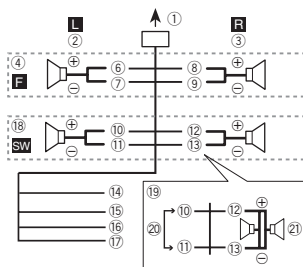 ①
L R
② ③
④
F
⊕ ⑥ ⑧ ⊕
⊖ ⑦ ⑨ ⊖
⑱
SW
⊕ ⑩ ⑫ ⊕
⊖ ⑪ ⑬ ⊖
⑭
⑮
⑯
⑰
⑲
⑩ ⑫ ⊕
⑳ ㉑
⑪ ⑬ ⊖